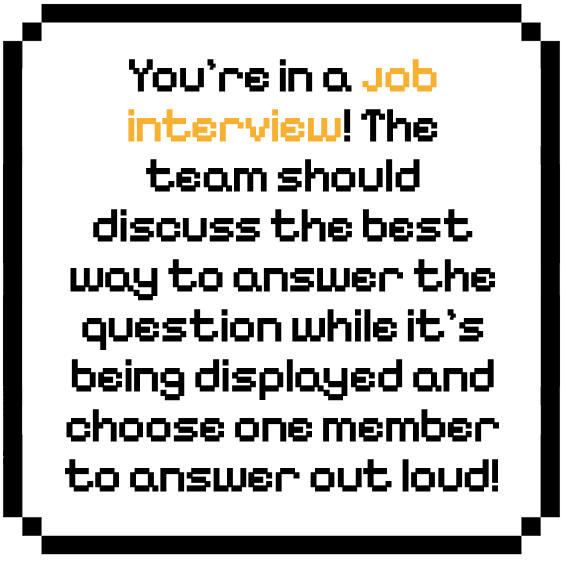 You're in a Job
interview! The
team should
discuss the best
way to answer the
question while it's
being displayed and
choose one member
to answer out loud!